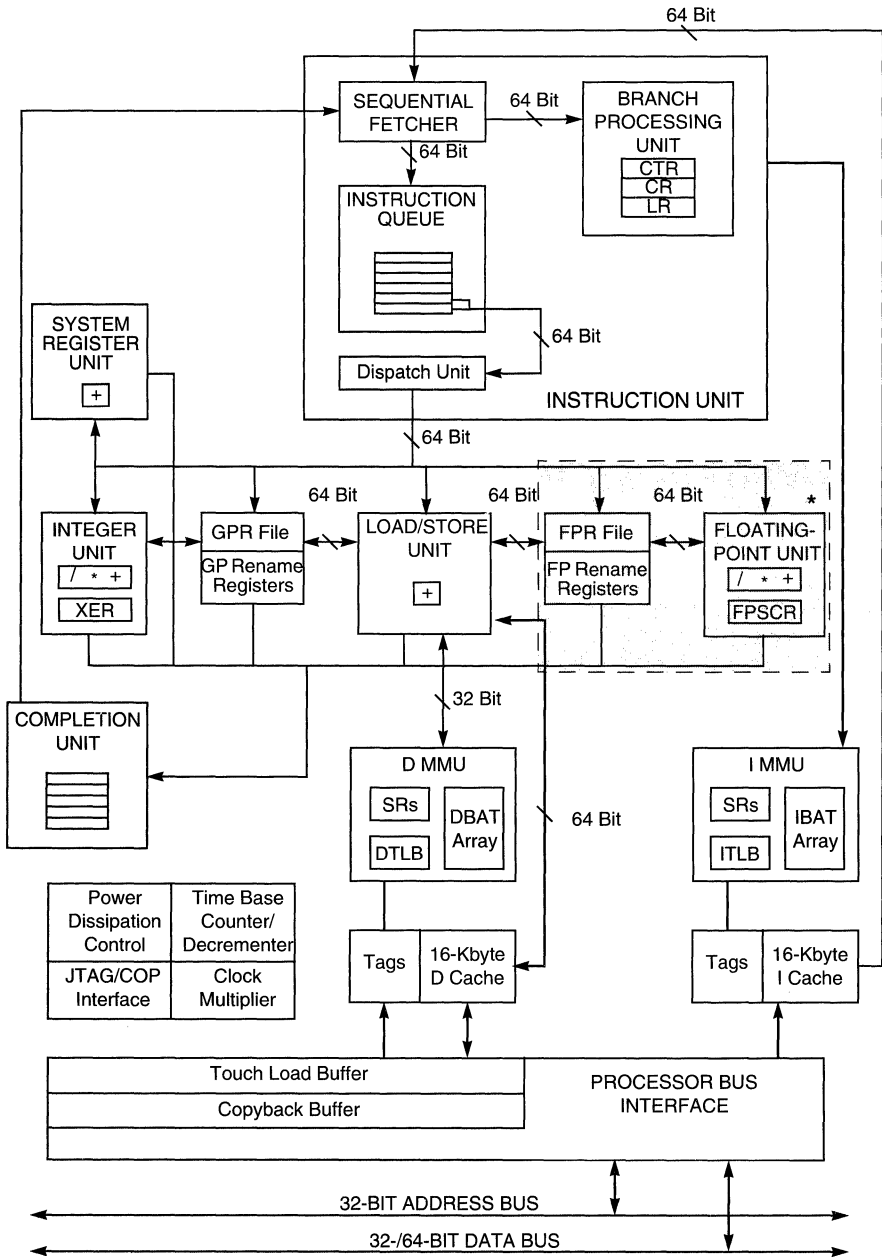 64 Bit
SEQUENTIAL
FETCHER
64 Bit
BRANCH
PROCESSING
UNIT
CTR
CR
LR
64 Bit
INSTRUCTION
QUEUE
64 Bit
Dispatch Unit
INSTRUCTION UNIT
SYSTEM
REGISTER
UNIT
+
64 Bit
INTEGER
UNIT
/ * +
XER
GPR File
GP Rename
Registers
64 Bit
LOAD/STORE
UNIT
+
64 Bit
FPR File
FP Rename
Registers
64 Bit
*
FLOATING-
POINT UNIT
/ * +
FPSCR
32 Bit
COMPLETION
UNIT
D MMU
SRs
DTLB
DBAT
Array
64 Bit
I MMU
SRs
ITLB
IBAT
Array
Power
Dissipation
Control
Time Base
Counter/
Decrementer
JTAG/COP
Interface
Clock
Multiplier
Tags
16-Kbyte
D Cache
Tags
16-Kbyte
I Cache
Touch Load Buffer
Copyback Buffer
PROCESSOR BUS
INTERFACE
32-BIT ADDRESS BUS
32-/64-BIT DATA BUS